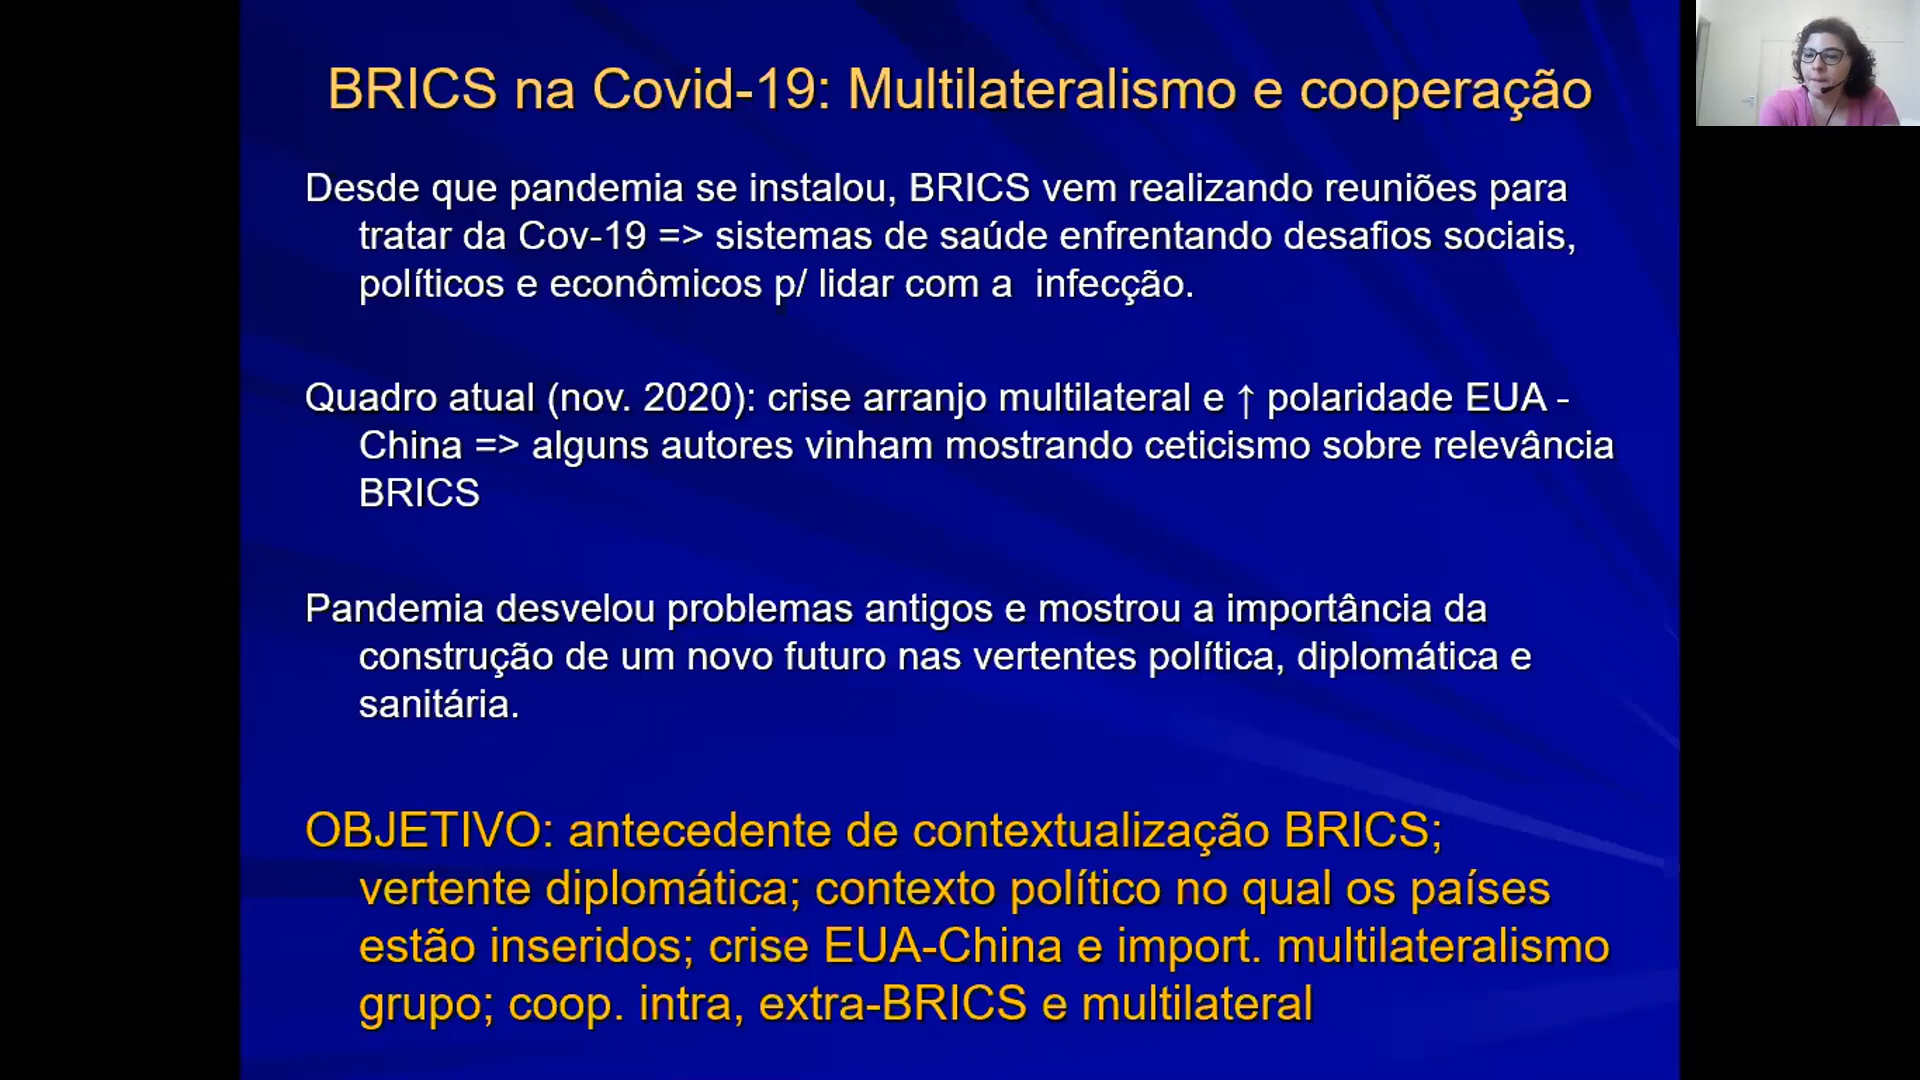 BRICS na Covid-19: Multilateralismo e cooperação
Desde que pandemia se instalou, BRICS vem realizando reuniões para
tratar da Cov-19 => sistemas de saúde enfrentando desafios sociais,
políticos e econômicos p/ lidar com a  infecção.
Quadro atual (nov. 2020): crise arranjo multilateral e ↑ polaridade EUA -
China => alguns autores vinham mostrando ceticismo sobre relevância
BRICS
Pandemia desvelou problemas antigos e mostrou a importância da
construção de um novo futuro nas vertentes política, diplomática e
sanitária.
OBJETIVO: antecedente de contextualização BRICS;
vertente diplomática; contexto político no qual os países
estão inseridos; crise EUA-China e import. multilateralismo
grupo; coop. intra, extra-BRICS e multilateral